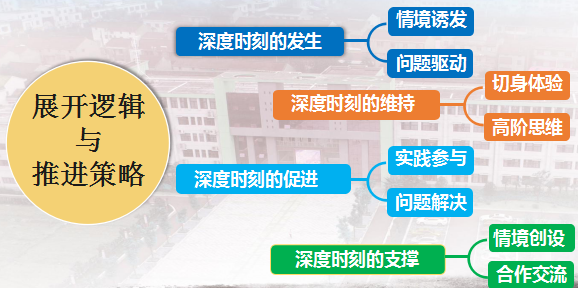 展开逻辑
与
推进策略
深度时刻的发生
情境诱发
问题驱动
深度时刻的维持
切身体验
高阶思维
深度时刻的促进
实践参与
问题解决
深度时刻的支撑
情境创设
合作交流